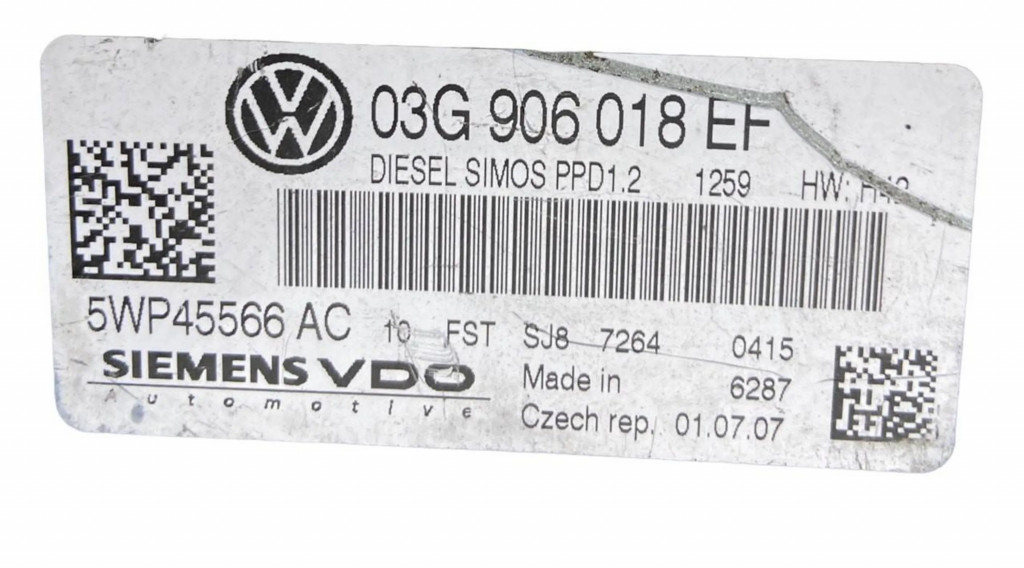 03G 906 018 EF
DIESEL SIMOS PPD1.2 1259 HW:
5WP45566 AC 10 FST SJ8 7264 0415
SIEMENS VDO
Automotive
Made in 6287
Czech rep. 01.07.07